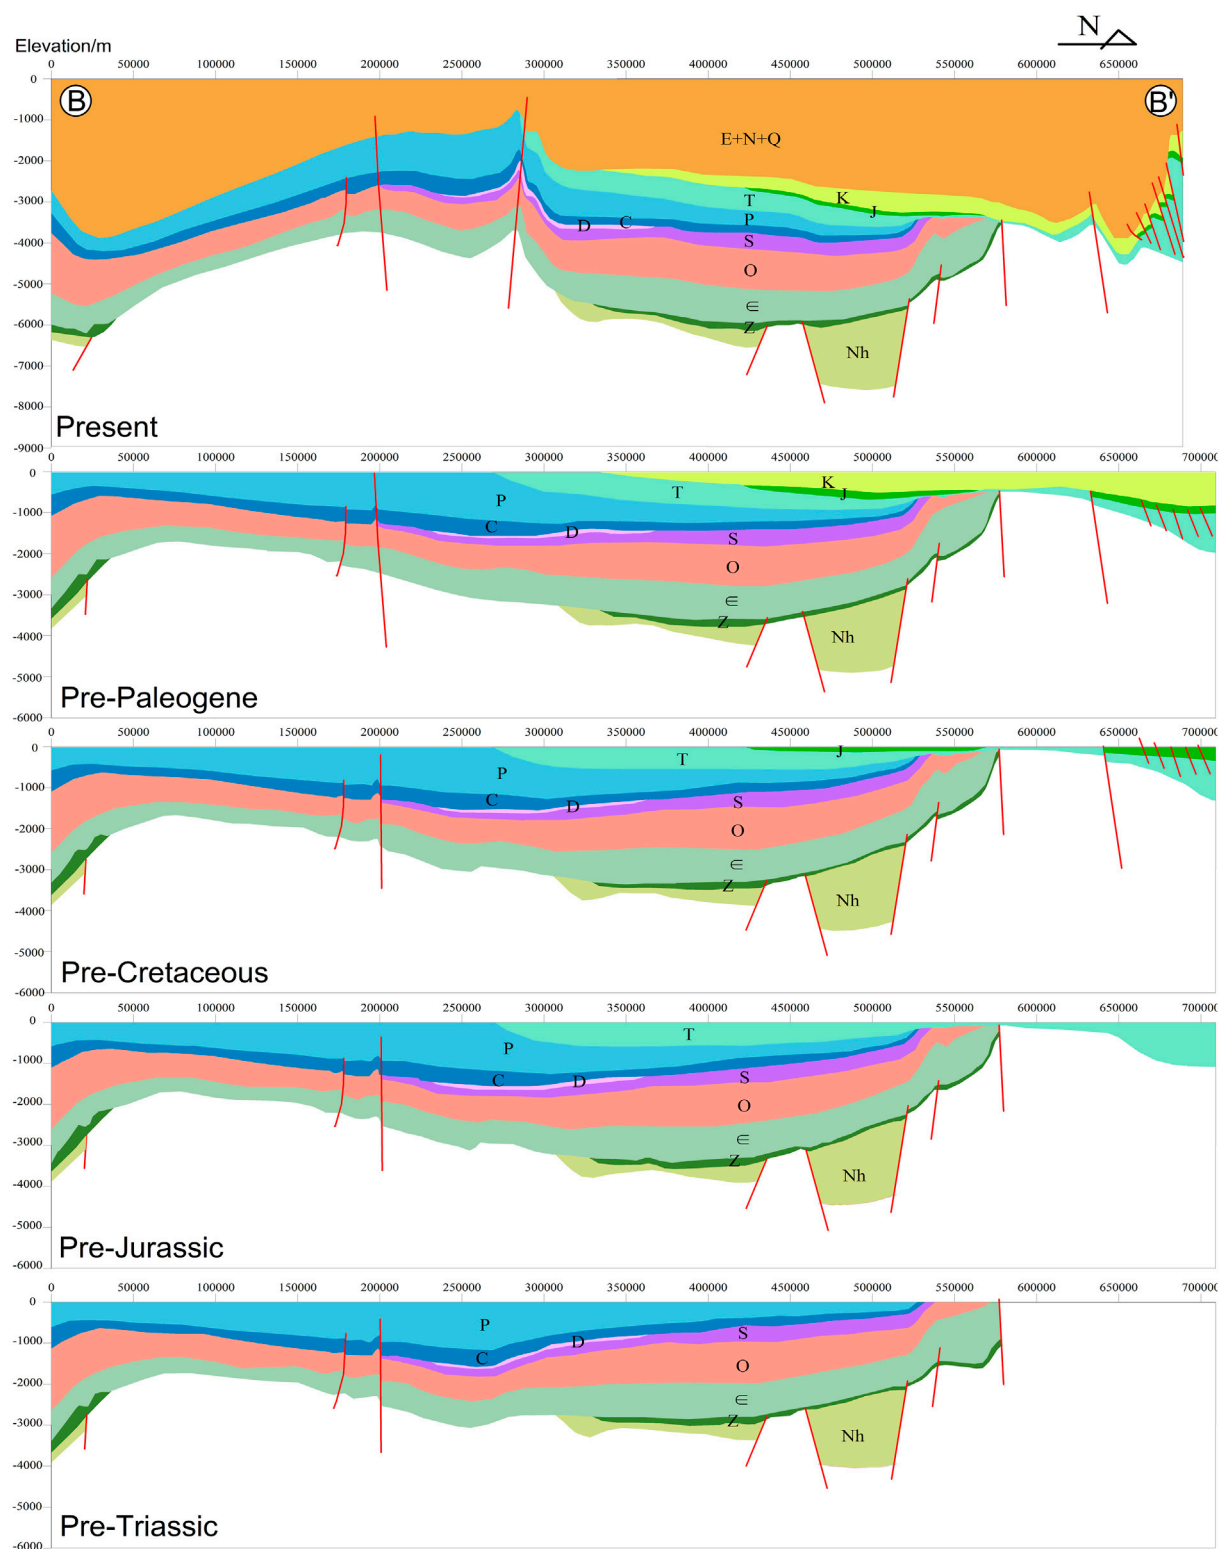 N
Elevation/m
0 50000 100000 150000 200000 250000 300000 350000 400000 450000 500000 550000 600000 650000
0
B B'
-1000
E+N+Q
-2000
-3000
K
T
J
P
C
D
-4000
S
O
-5000
∈
-6000
Z
Nh
-7000
-8000
Present
-9000
0 50000 100000 150000 200000 250000 300000 350000 400000 450000 500000 550000 600000 650000 700000
0
K
T
J
P
-1000
C
D
S
-2000
O
-3000
∈
Z
-4000
Nh
-5000
Pre-Paleogene
-6000
0 50000 100000 150000 200000 250000 300000 350000 400000 450000 500000 550000 600000 650000 700000
0
J
T
P
-1000
C
D
S
-2000
O
∈
-3000
Z
Nh
-4000
-5000
Pre-Cretaceous
-6000
0 50000 100000 150000 200000 250000 300000 350000 400000 450000 500000 550000 600000 650000 700000
0
T
P
-1000
C
D
S
-2000
O
∈
-3000
Z
Nh
-4000
-5000
Pre-Jurassic
-6000
0 50000 100000 150000 200000 250000 300000 350000 400000 450000 500000 550000 600000 650000 700000
0
P
S
-1000
D
C
O
-2000
∈
Z
-3000
Nh
-4000
-5000
Pre-Triassic
-6000